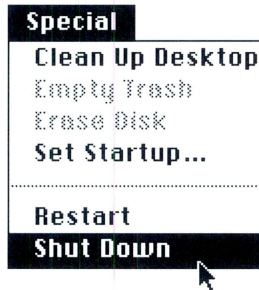 Special
Clean Up Desktop
Empty Trash
Erase Disk
Set Startup...
Restart
Shut Down